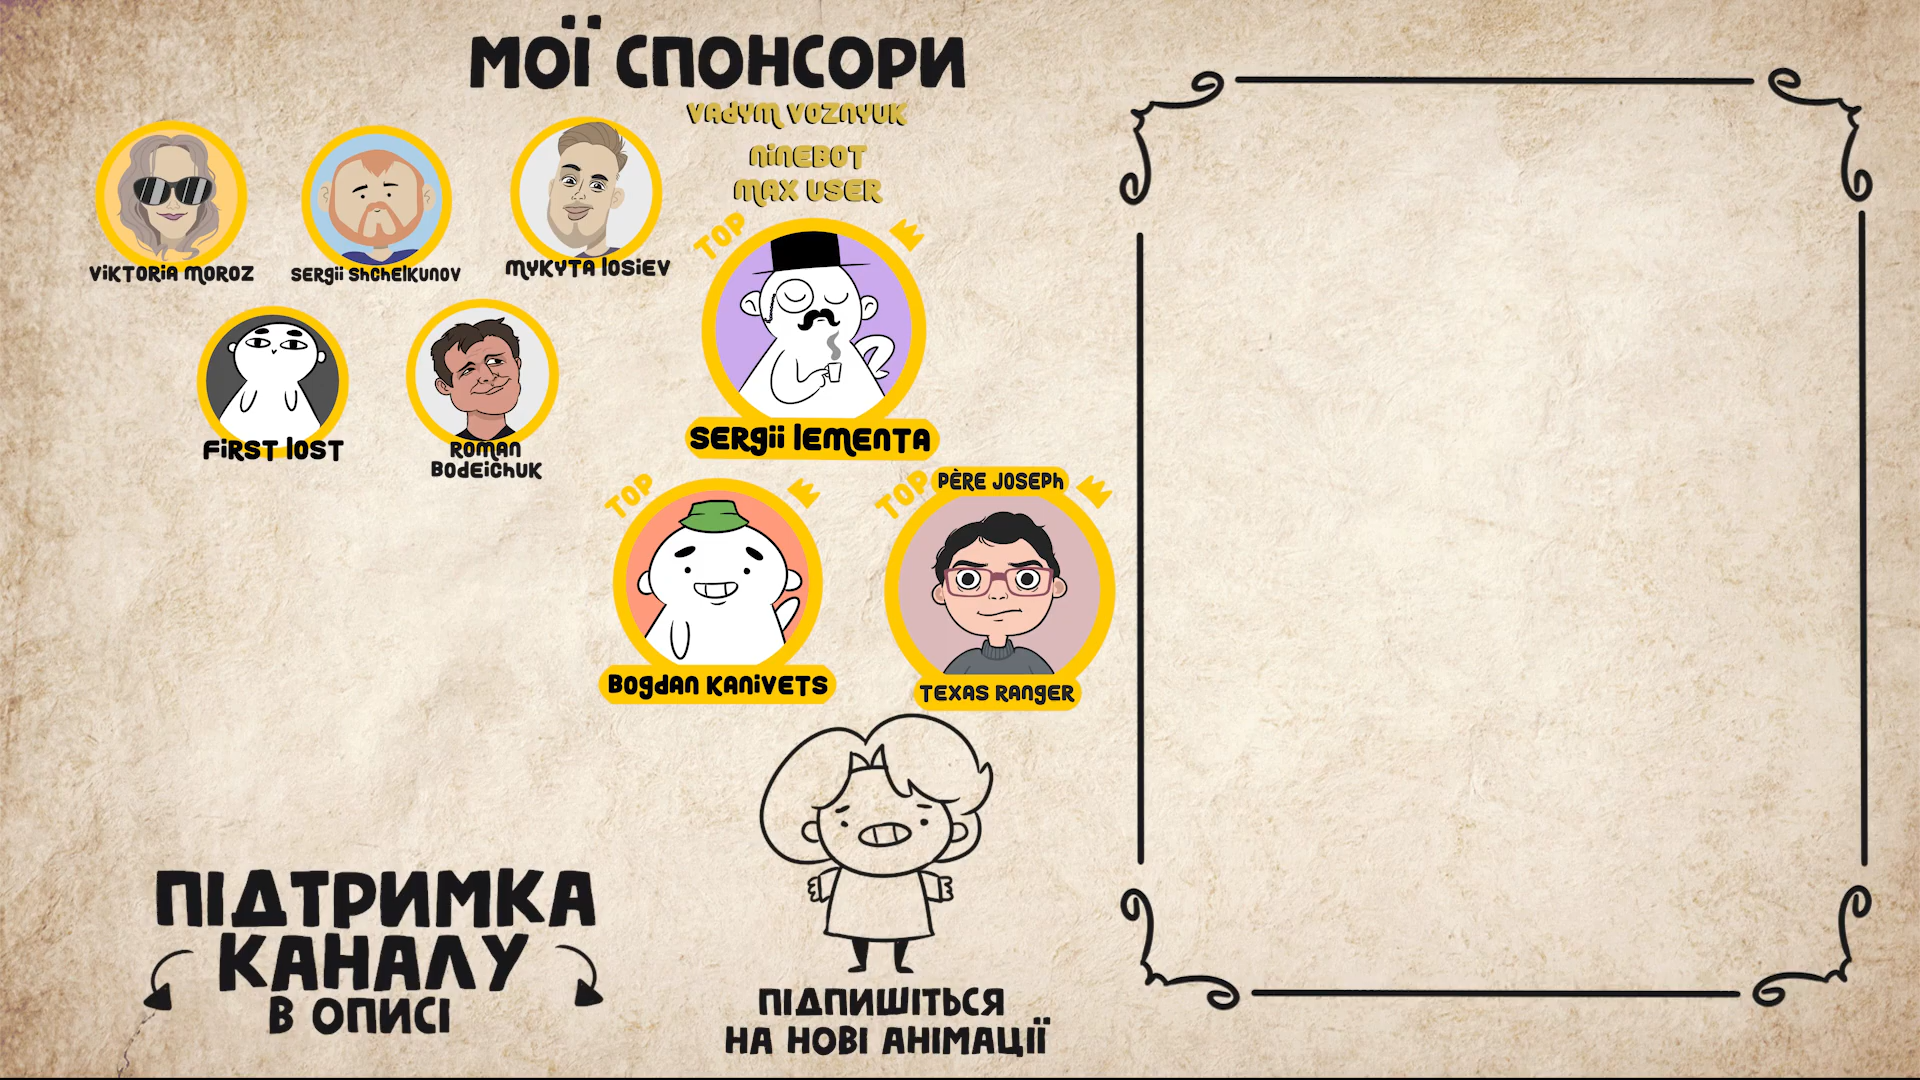 МОЇ СПОНСОРИ
VADYM VOZNYUK
NINEBOT
MAX USER
VIKTORIA MOROZ
SERGII SHCHELKUNOV
MYKYTA LOSIEV
TOP
FIRST LOST
ROMAN
BODEICHUK
SERGII LEMENTA
TOP
TOP
PÈRE JOSEPH
BOGDAN KANIVETS
TEXAS RANGER
ПІДТРИМКА
КАНАЛУ
В ОПИСІ
ПІДПИШІТЬСЯ
НА НОВІ АНІМАЦІЇ